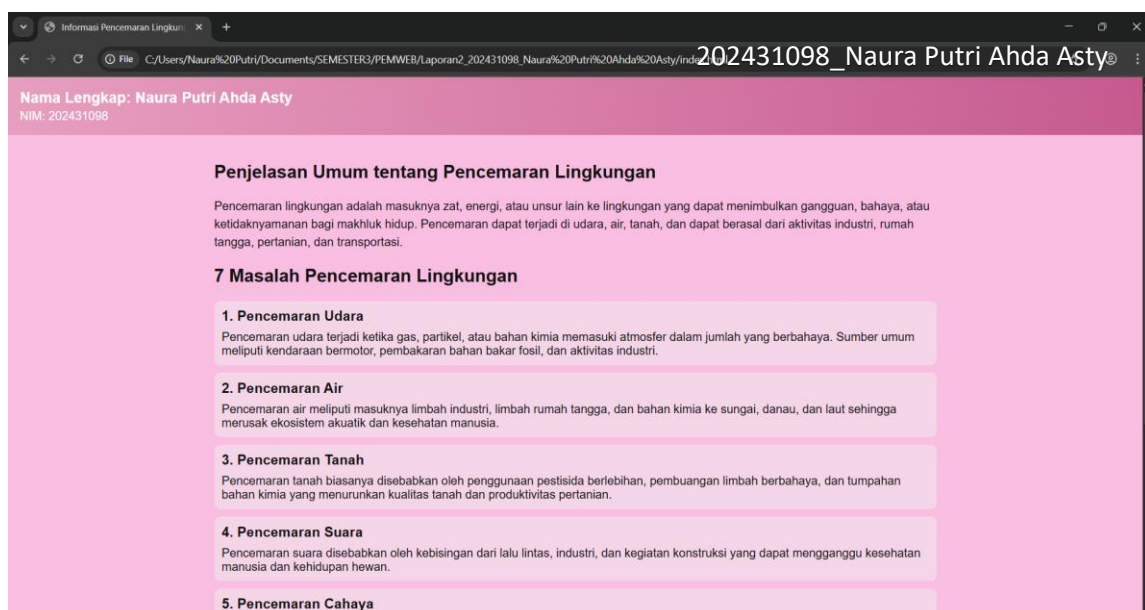 Informasi Pencemaran Lingkun
File C:/Users/Naura%20Putri/Documents/SEMESTER3/PEMWEB/Laporan2_202431098_Naura%20Putri%20Ahda%20Asty/index.html
202431098_Naura Putri Ahda Asty
Nama Lengkap: Naura Putri Ahda Asty
NIM: 202431098
Penjelasan Umum tentang Pencemaran Lingkungan
Pencemaran lingkungan adalah masuknya zat, energi, atau unsur lain ke lingkungan yang dapat menimbulkan gangguan, bahaya, atau
ketidaknyamanan bagi makhluk hidup. Pencemaran dapat terjadi di udara, air, tanah, dan dapat berasal dari aktivitas industri, rumah
tangga, pertanian, dan transportasi.
7 Masalah Pencemaran Lingkungan
1. Pencemaran Udara
Pencemaran udara terjadi ketika gas, partikel, atau bahan kimia memasuki atmosfer dalam jumlah yang berbahaya. Sumber umum
meliputi kendaraan bermotor, pembakaran bahan bakar fosil, dan aktivitas industri.
2. Pencemaran Air
Pencemaran air meliputi masuknya limbah industri, limbah rumah tangga, dan bahan kimia ke sungai, danau, dan laut sehingga
merusak ekosistem akuatik dan kesehatan manusia.
3. Pencemaran Tanah
Pencemaran tanah biasanya disebabkan oleh penggunaan pestisida berlebihan, pembuangan limbah berbahaya, dan tumpahan
bahan kimia yang menurunkan kualitas tanah dan produktivitas pertanian.
4. Pencemaran Suara
Pencemaran suara disebabkan oleh kebisingan dari lalu lintas, industri, dan kegiatan konstruksi yang dapat mengganggu kesehatan
manusia dan kehidupan hewan.
5. Pencemaran Cahaya